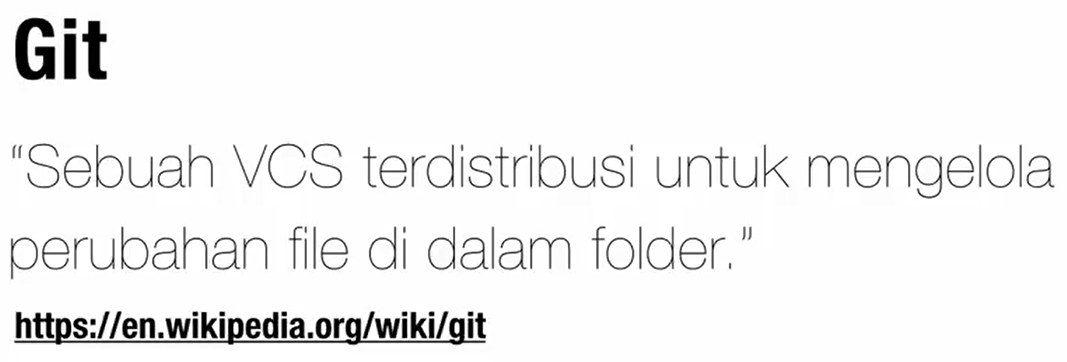 Git
“Sebuah VCS terdistribusi untuk mengelola
perubahan file di dalam folder.”
https://en.wikipedia.org/wiki/git